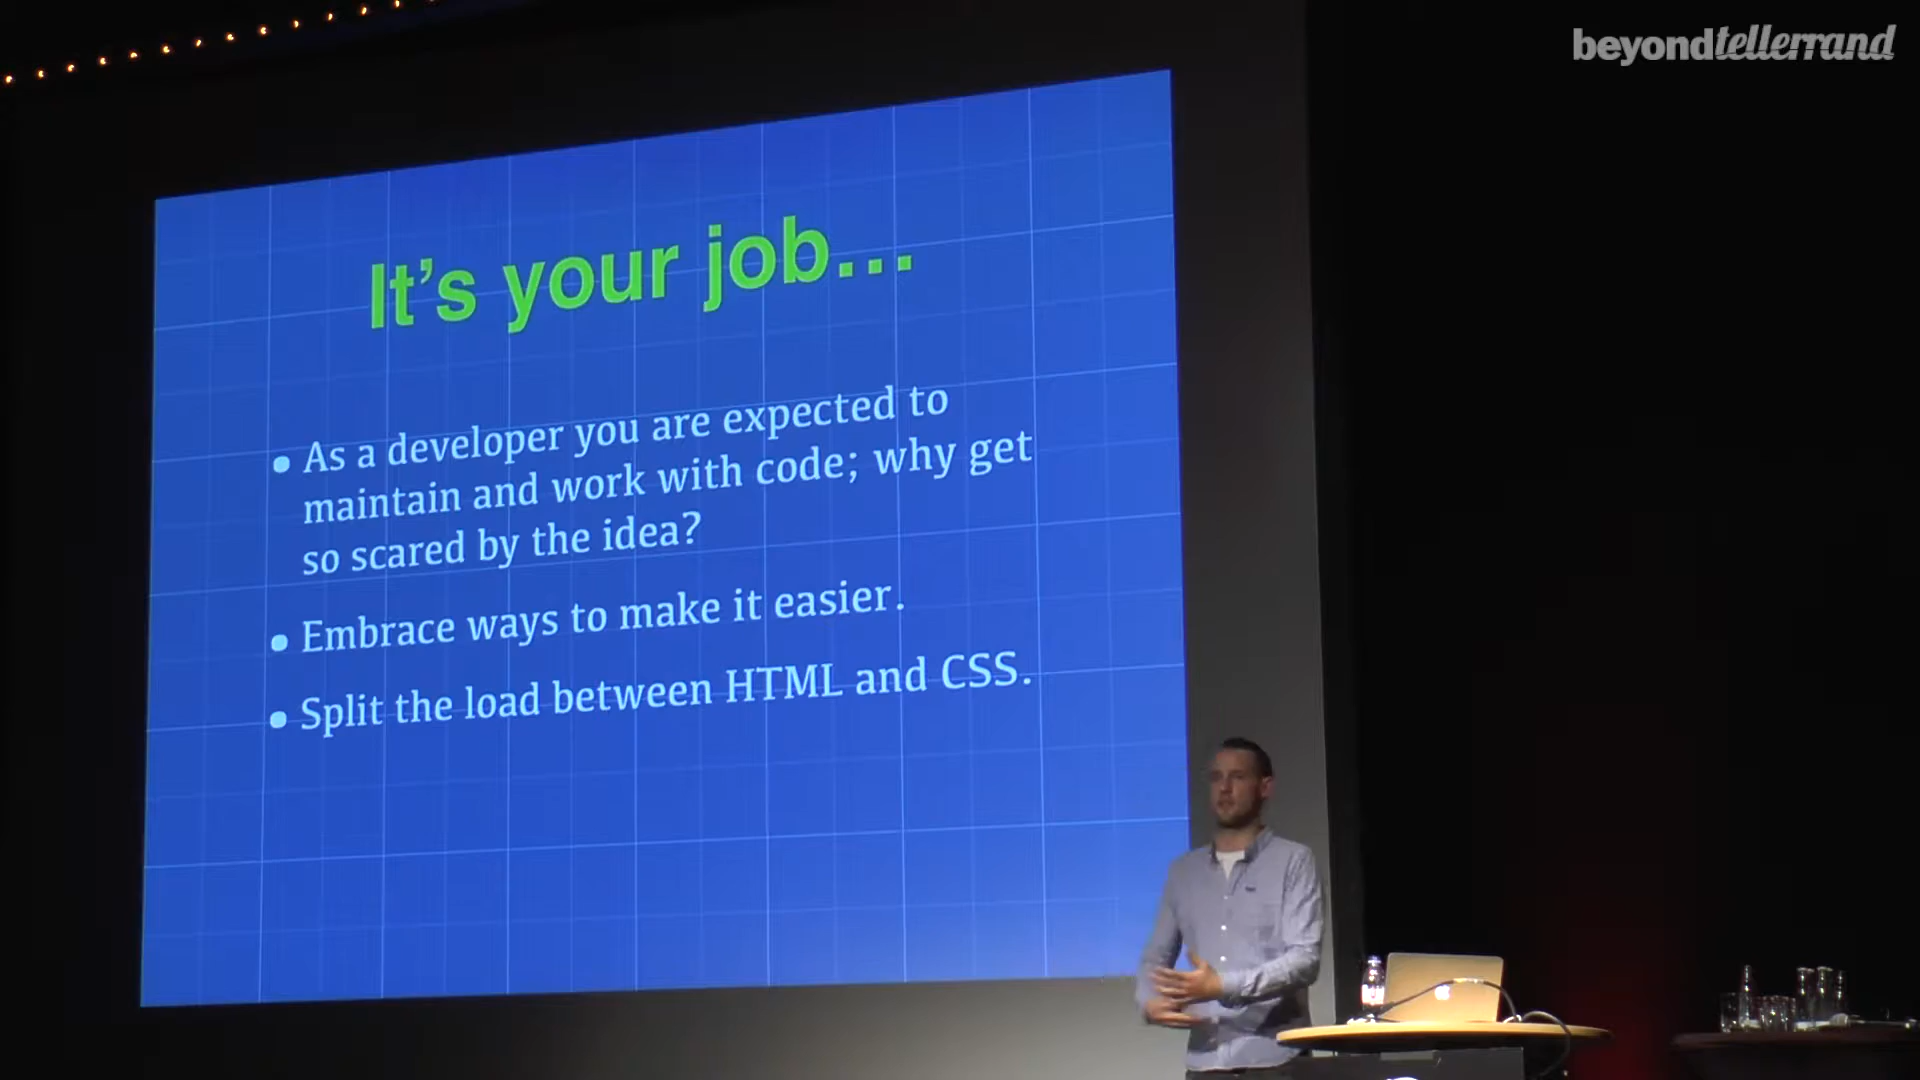 beyondtellerrand
It’s your job…
• As a developer you are expected to
maintain and work with code; why get
so scared by the idea?
• Embrace ways to make it easier.
• Split the load between HTML and CSS.